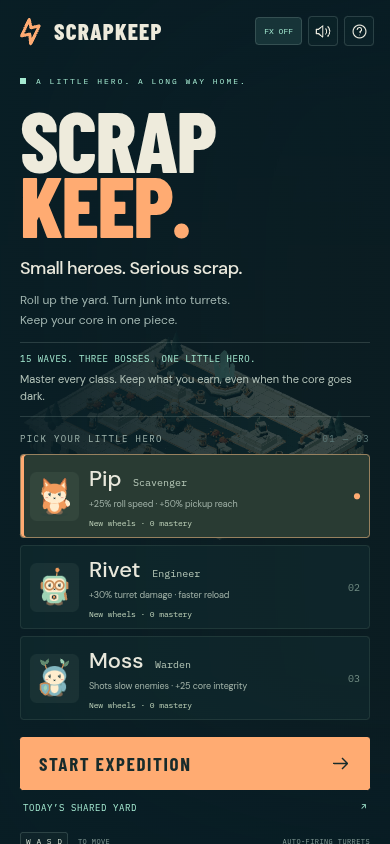 SCRAPKEEP
FX OFF
A LITTLE HERO. A LONG WAY HOME.
SCRAP
KEEP.
Small heroes. Serious scrap.
Roll up the yard. Turn junk into turrets.
Keep your core in one piece.
15 WAVES. THREE BOSSES. ONE LITTLE HERO.
Master every class. Keep what you earn, even when the core goes
dark.
PICK YOUR LITTLE HERO 01 — 03
Pip Scavenger
+25% roll speed · +50% pickup reach
New wheels · 0 mastery
Rivet Engineer
+30% turret damage · faster reload
02
New wheels · 0 mastery
Moss Warden
Shots slow enemies · +25 core integrity
03
New wheels · 0 mastery
START EXPEDITION →
TODAY'S SHARED YARD ↗
W A S D TO MOVE AUTO-FIRING TURRETS